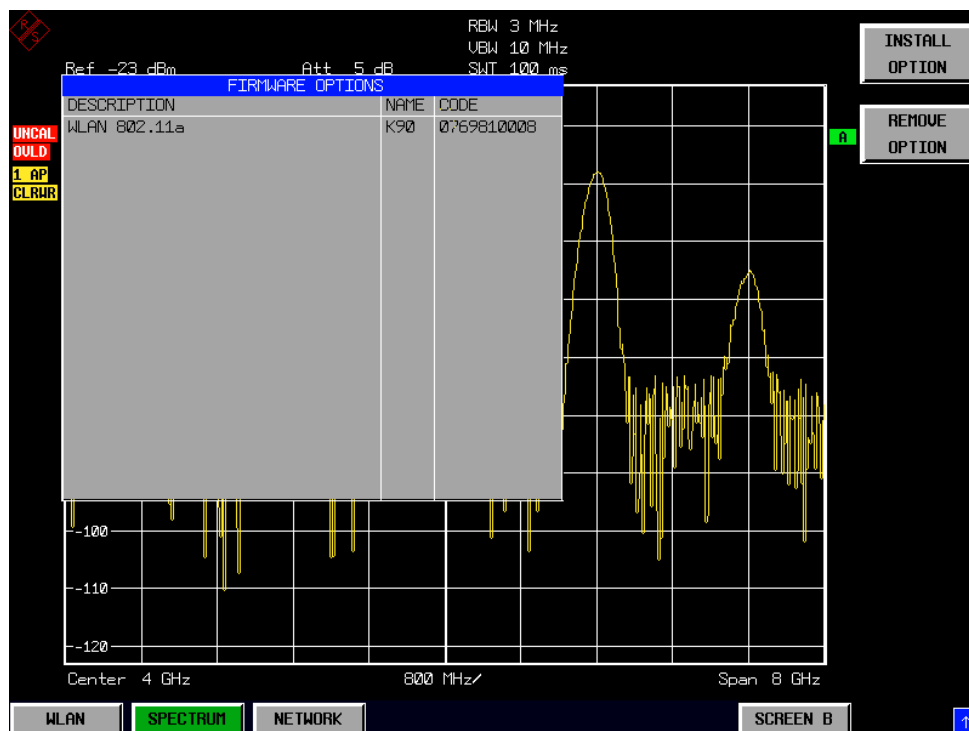 R S
RBW 3 MHz
VBW 10 MHz
Ref -23 dBm Att 5 dB SWT 100 ms
INSTALL
OPTION
FIRMWARE OPTIONS
DESCRIPTION NAME CODE
WLAN 802.11a K90 0769810008
REMOVE
OPTION
UNCAL
OVLD
A
1 AP
CLRWR
-100
-110
-120
Center 4 GHz 800 MHz/ Span 8 GHz
WLAN SPECTRUM NETWORK SCREEN B ↑